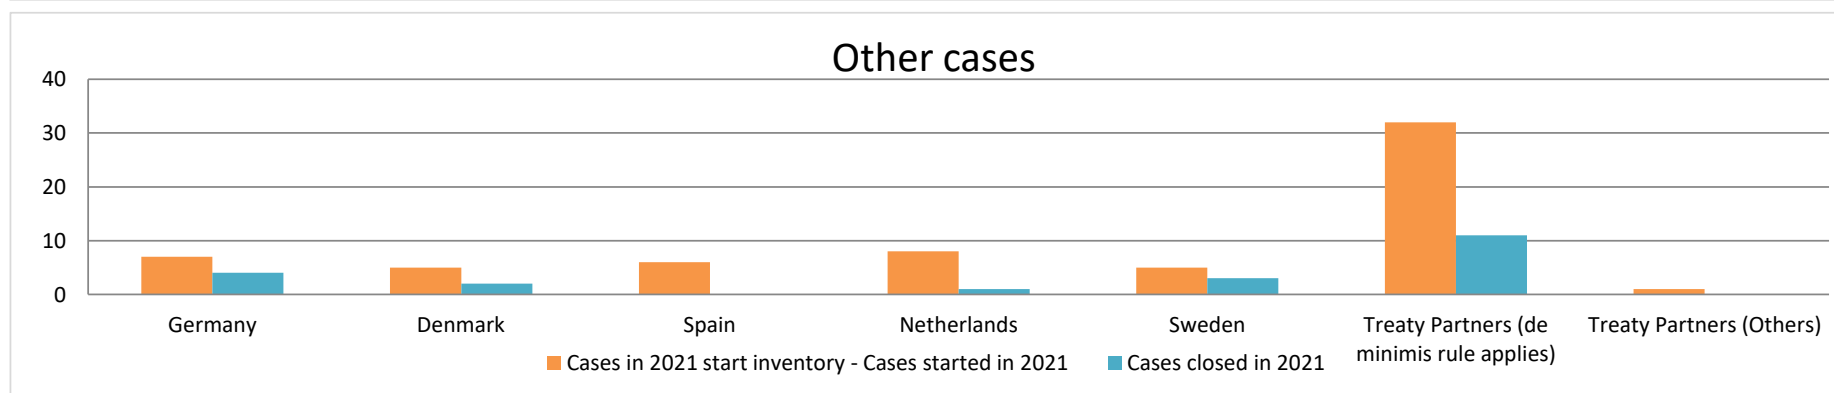 Other cases
40
30
20
10
0
Germany
Denmark
Spain
Netherlands
Sweden
Treaty Partners (de
minimis rule applies)
Treaty Partners (Others)
Cases in 2021 start inventory - Cases started in 2021
Cases closed in 2021